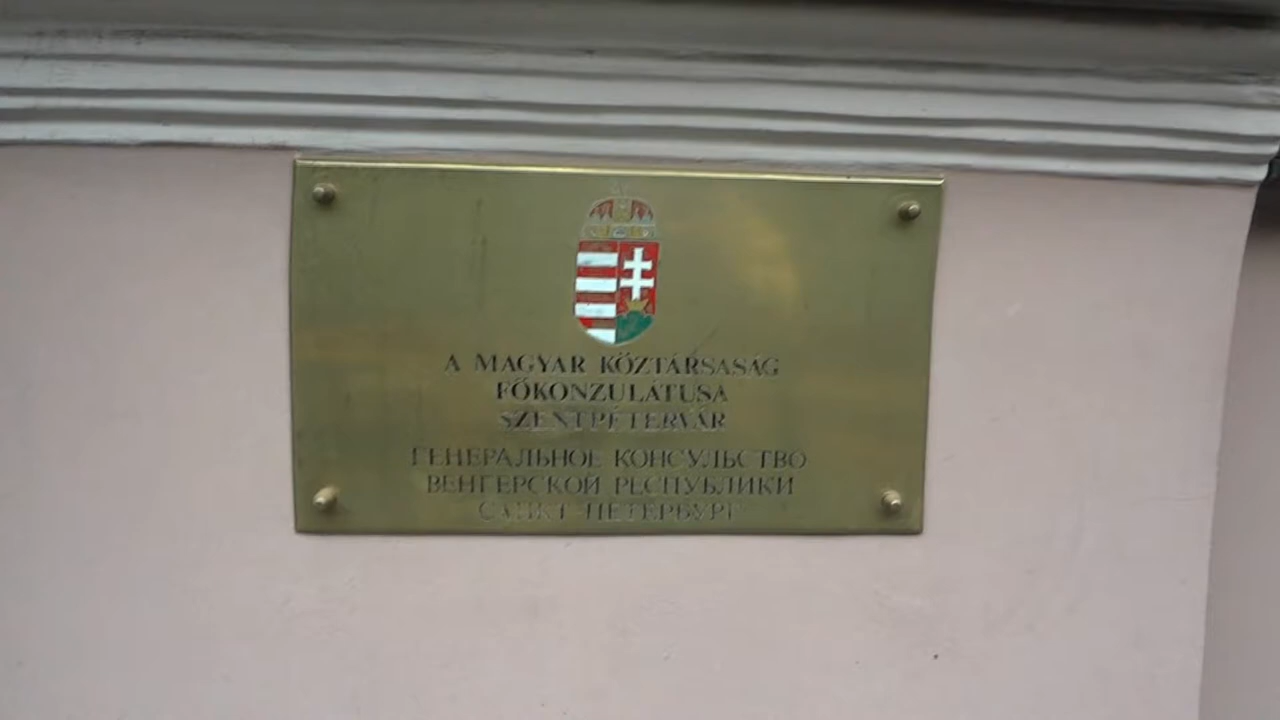 A MAGYAR KÖZTÁRSASÁG
FŐKONZULÁTUSA
SZENTPÉTERVÁR
ГЕНЕРАЛЬНОЕ КОНСУЛЬСТВО
ВЕНГЕРСКОЙ РЕСПУБЛИКИ
САНКТ-ПЕТЕРБУРГ